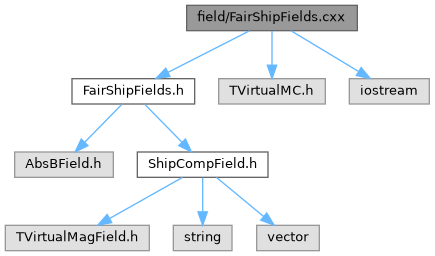 field/FairShipFields.cxx
FairShipFields.h
TVirtualMC.h
iostream
AbsBField.h
ShipCompField.h
TVirtualMagField.h
string
vector